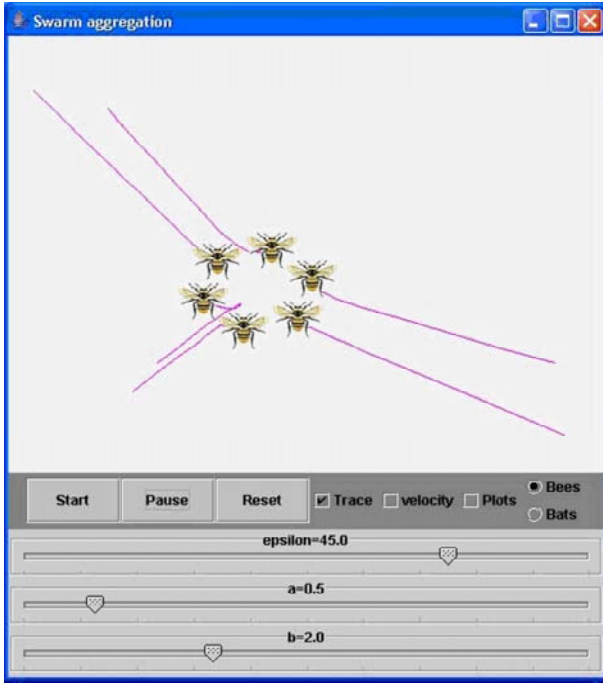 Swarm aggregation
Start Pause Reset Trace velocity Plots Bees
Bats
epsilon=45.0
a=0.5
b=2.0